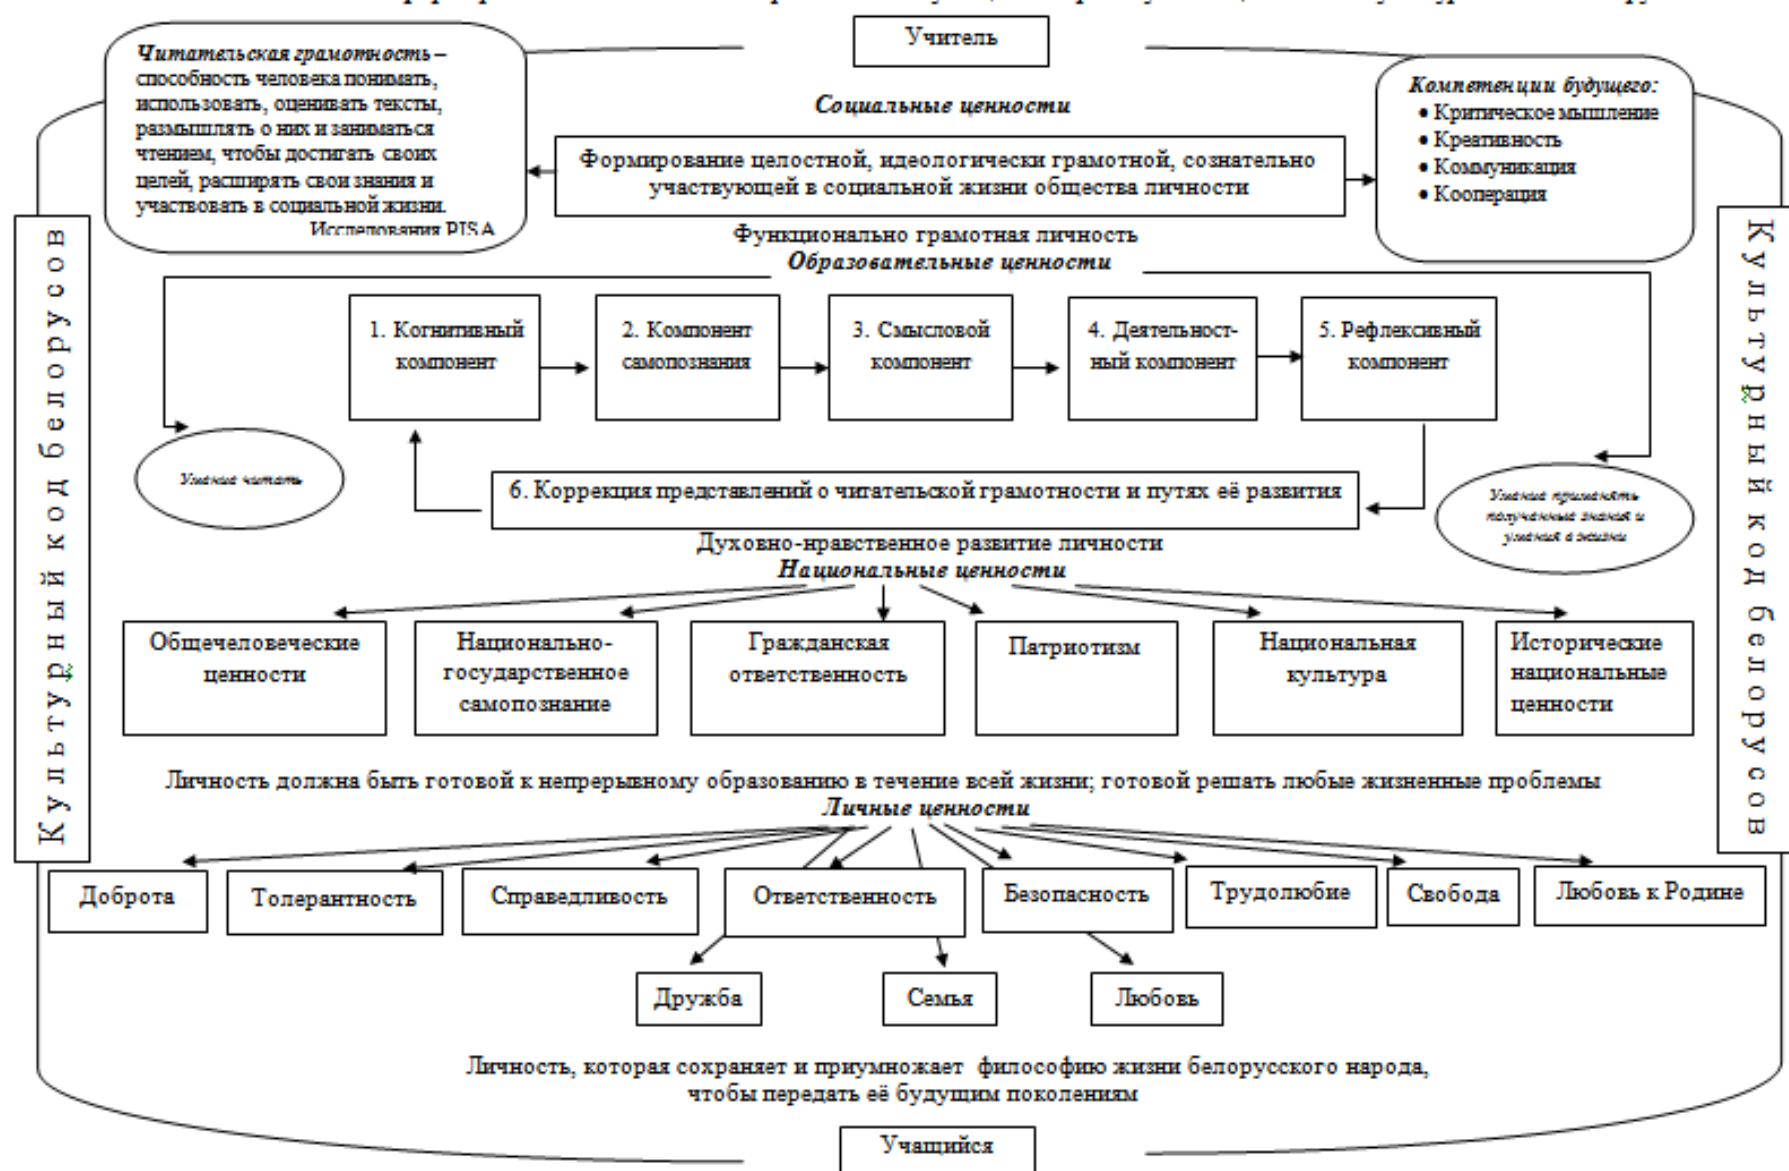 Учитель
Читательская грамотность –
способность человека понимать,
использовать, оценивать тексты,
размышлять о них и заниматься
чтением, чтобы достигать своих
целей, расширять свои знания и
участвовать в социальной жизни.
Исследования PISA
Социальные ценности
Формирование целостной, идеологически грамотной, сознательно
участвующей в социальной жизни общества личности
Компетенции будущего:
• Критическое мышление
• Креативность
• Коммуникация
• Кооперация
Функционально грамотная личность
Образовательные ценности
Культурный код белорусов
1. Когнитивный
компонент
2. Компонент
самопознания
3. Смысловой
компонент
4. Деятельност-
ный компонент
5. Рефлексивный
компонент
Умение читать
6. Коррекция представлений о читательской грамотности и путях её развития
Умение применять
полученные знания и
умения в жизни
Культурный код белорусов
Духовно-нравственное развитие личности
Национальные ценности
Общечеловеческие
ценности
Национально-
государственное
самопознание
Гражданская
ответственность
Патриотизм
Национальная
культура
Исторические
национальные
ценности
Личность должна быть готовой к непрерывному образованию в течение всей жизни; готовой решать любые жизненные проблемы
Личные ценности
Доброта
Толерантность
Справедливость
Ответственность
Безопасность
Трудолюбие
Свобода
Любовь к Родине
Дружба
Семья
Любовь
Личность, которая сохраняет и приумножает философию жизни белорусского народа,
чтобы передать её будущим поколениям
Учащийся